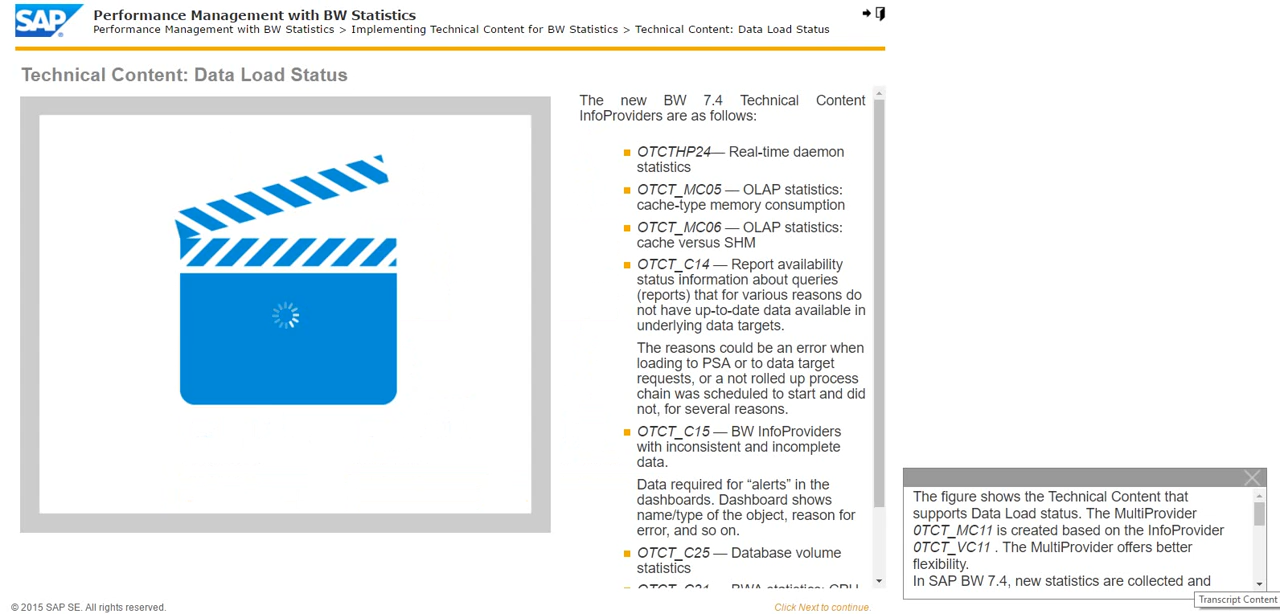 SAP
Performance Management with BW Statistics
Performance Management with BW Statistics > Implementing Technical Content for BW Statistics > Technical Content: Data Load Status
Technical Content: Data Load Status
The new BW 7.4 Technical Content
InfoProviders are as follows:
OTCTHP24— Real-time daemon
statistics
OTCT_MC05 — OLAP statistics:
cache-type memory consumption
OTCT_MC06 — OLAP statistics:
cache versus SHM
OTCT_C14 — Report availability
status information about queries
(reports) that for various reasons do
not have up-to-date data available in
underlying data targets.
The reasons could be an error when
loading to PSA or to data target
requests, or a not rolled up process
chain was scheduled to start and did
not, for several reasons.
OTCT_C15 — BW InfoProviders
with inconsistent and incomplete
data.
Data required for “alerts” in the
dashboards. Dashboard shows
name/type of the object, reason for
error, and so on.
OTCT_C25 — Database volume
statistics
The figure shows the Technical Content that
supports Data Load status. The MultiProvider
0TCT_MC11 is created based on the InfoProvider
0TCT_VC11 . The MultiProvider offers better
flexibility.
In SAP BW 7.4, new statistics are collected and
Transcript Content
© 2015 SAP SE. All rights reserved.
Click Next to continue.